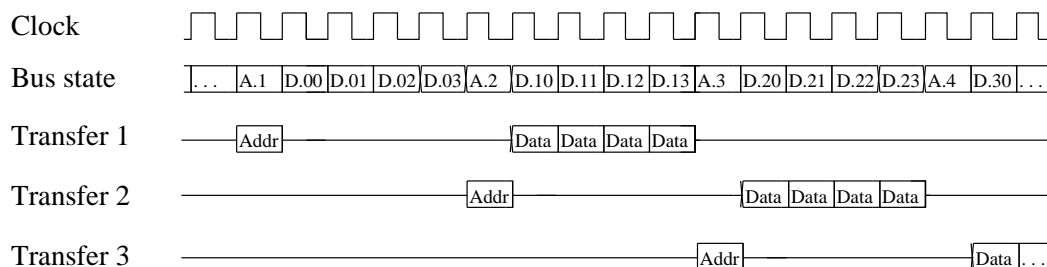 Clock
Bus state ... A.1 D.00 D.01 D.02 D.03 A.2 D.10 D.11 D.12 D.13 A.3 D.20 D.21 D.22 D.23 A.4 D.30 ...
Transfer 1 Addr Data Data Data Data
Transfer 2 Addr Data Data Data Data
Transfer 3 Addr Data ...